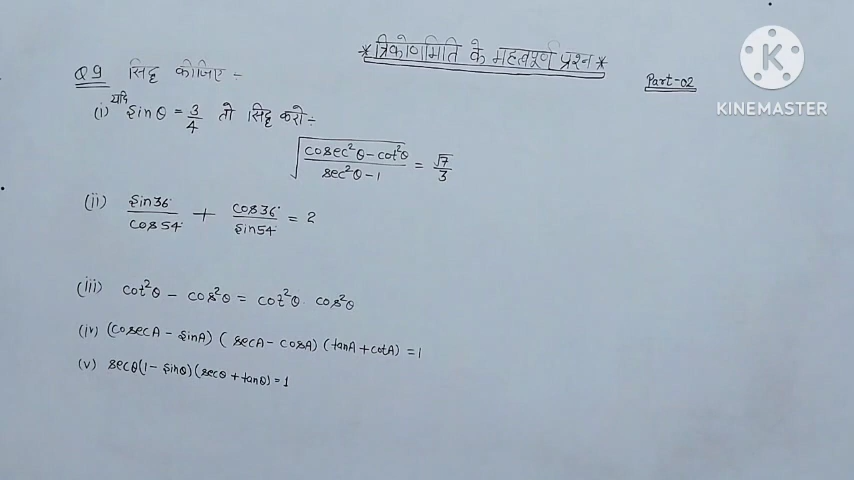 *त्रिकोणमिति के महत्वपूर्ण प्रश्न*
Part-02
KINEMASTER
Q 9 सिद्ध कीजिए -
(i) यदि sinθ = 3/4 तो सिद्ध करो ÷
√((cosec²θ - cot²θ)/(sec²θ - 1)) = √7/3
(ii) sin36°/cos54° + cos36°/sin54° = 2
(iii) cot²θ - cos²θ = cot²θ . cos²θ
(iv) (cosecA - sinA) (secA - cosA) (tanA + cotA) = 1
(v) secθ(1 - sinθ)(secθ + tanθ) = 1